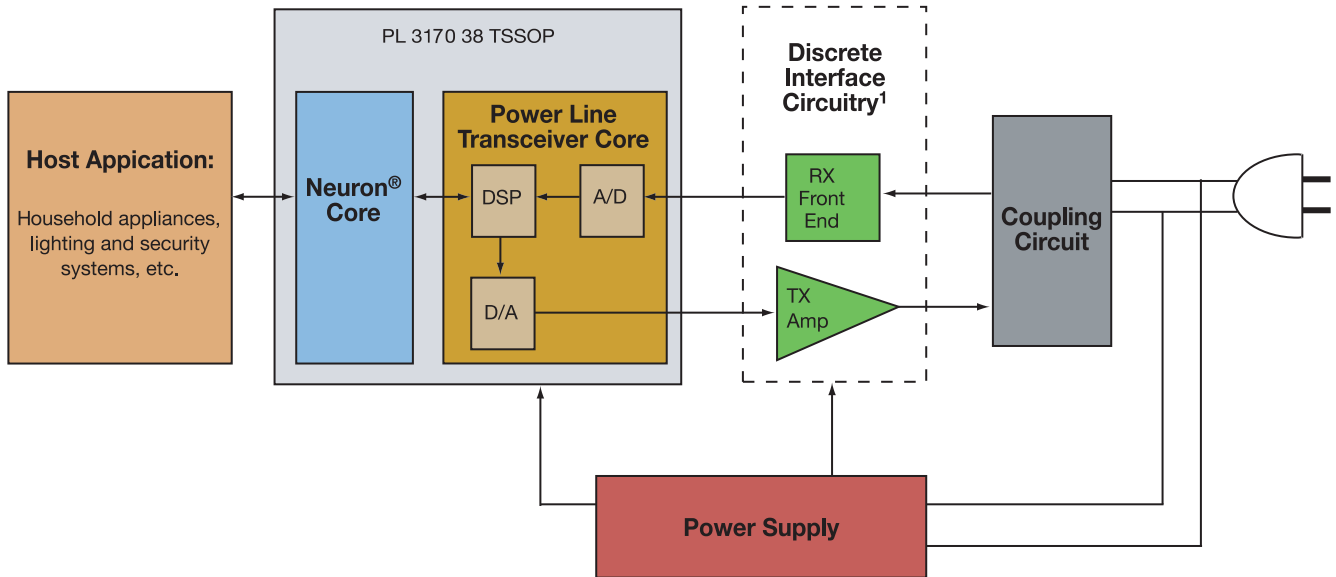 PL 3170 38 TSSOP
Host Appication:
Household appliances,
lighting and security
systems, etc.
Neuron®
Core
Power Line
Transceiver Core
DSP
A/D
D/A
Discrete
Interface
Circuitry¹
RX
Front
End
TX
Amp
Coupling
Circuit
Power Supply